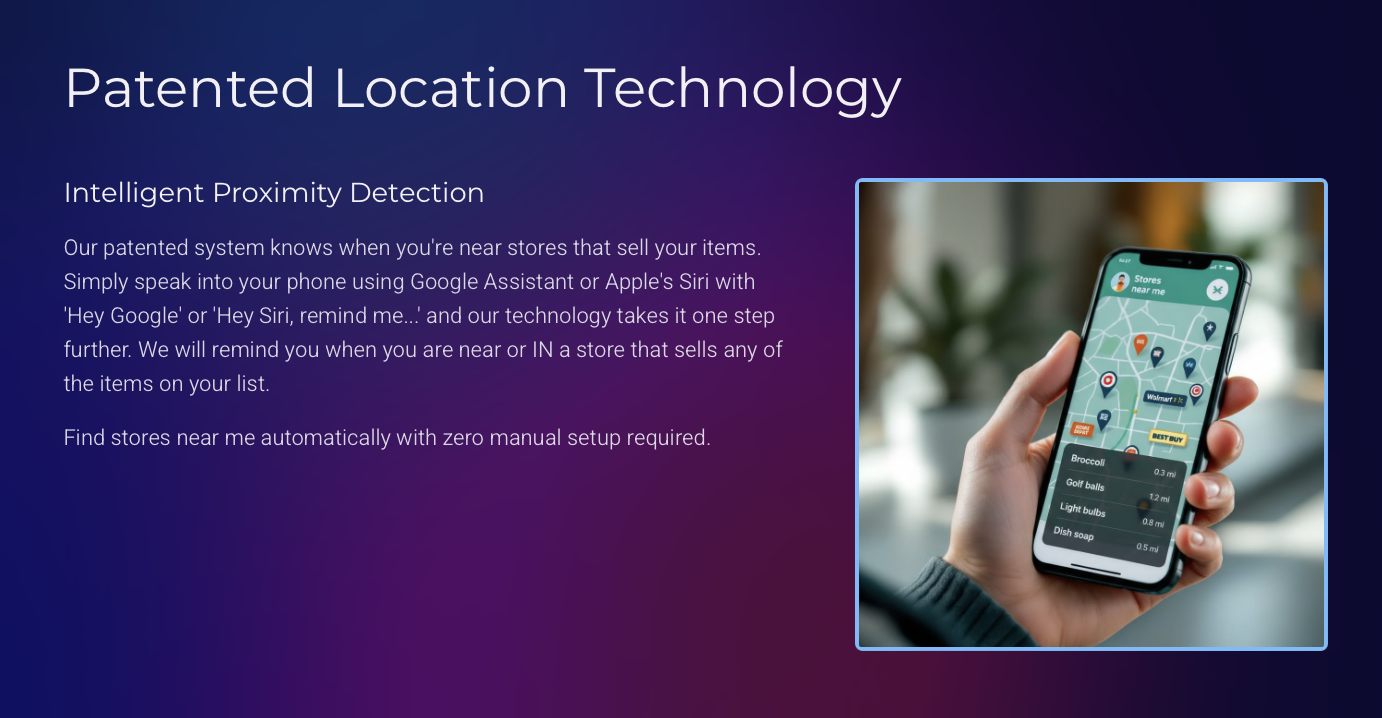 Patented Location Technology
Intelligent Proximity Detection
Our patented system knows when you're near stores that sell your items.
Simply speak into your phone using Google Assistant or Apple's Siri with
'Hey Google' or 'Hey Siri, remind me...' and our technology takes it one step
further. We will remind you when you are near or IN a store that sells any of
the items on your list.
Find stores near me automatically with zero manual setup required.
Stores
near me
Walmart
BEST BUY
Broccoli 0.3 mi
Golf balls 1.2 mi
Light bulbs 0.8 mi
Dish soap 0.5 mi